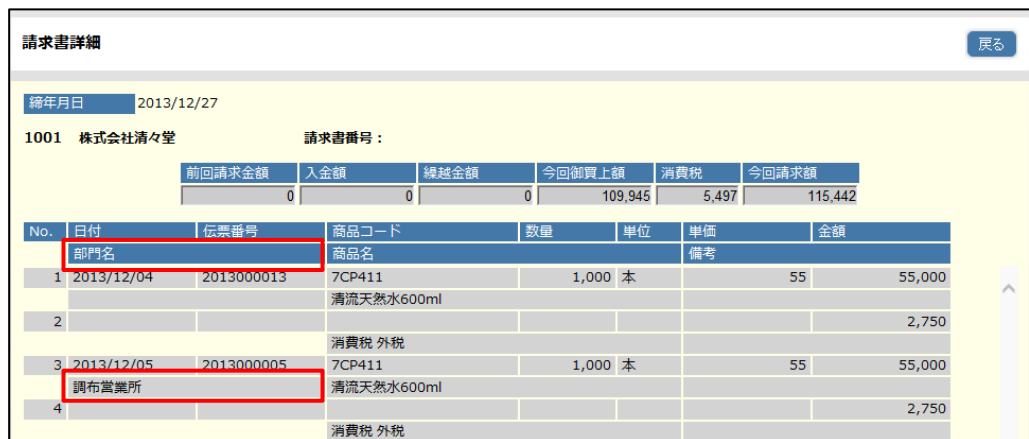 請求書詳細 戻る
締年月日 2013/12/27
1001 株式会社清々堂 請求書番号：
前回請求金額 入金額 繰越金額 今回御買上額 消費税 今回請求額
0 0 0 109,945 5,497 115,442
No. 日付 伝票番号 商品コード 数量 単位 単価 金額
部門名 商品名 備考
1 2013/12/04 2013000013 7CP411 1,000 本 55 55,000
清流天然水600ml
2 2,750
消費税 外税
3 2013/12/05 2013000005 7CP411 1,000 本 55 55,000
調布営業所 清流天然水600ml
4 2,750
消費税 外税